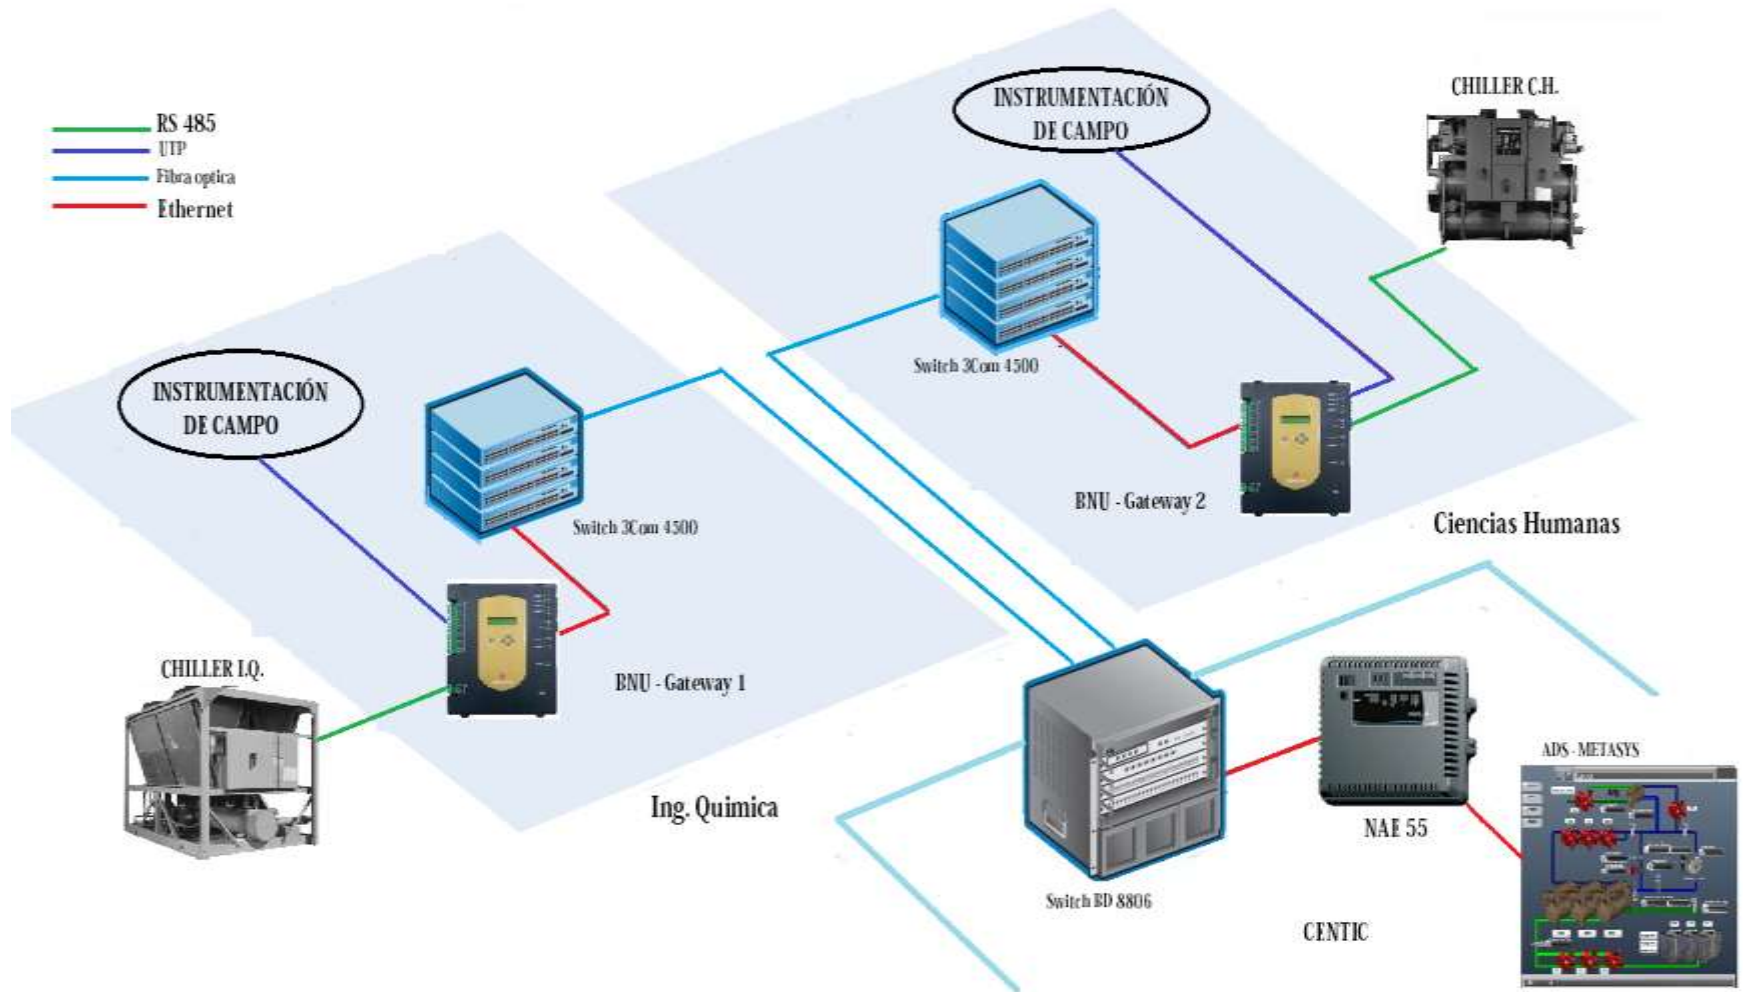 RS 485
UTP
Fibra optica
Ethernet
INSTRUMENTACIÓN
DE CAMPO
CHILLER C.H.
Switch 3Com 4500
BNU - Gateway 2
Ciencias Humanas
INSTRUMENTACIÓN
DE CAMPO
Switch 3Com 4500
CHILLER I.Q.
BNU - Gateway 1
Ing. Quimica
Switch BD 8806
NAE 55
ADS - METASYS
CENTIC